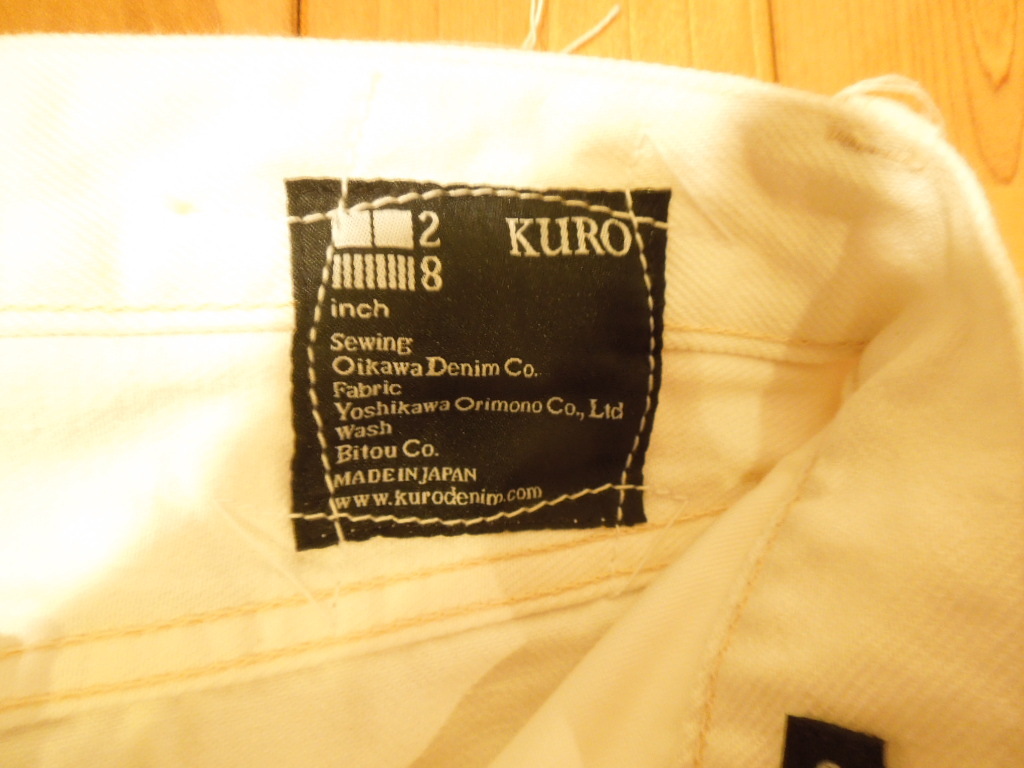 2 KURO
8
inch
Sewing
Oikawa Denim Co.
Fabric
Yoshikawa Orimono Co., Ltd
Wash
Bitou Co.
MADE IN JAPAN
www.kurodenim.com